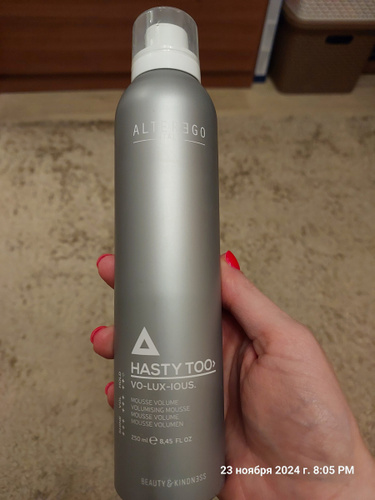 ALTEREGO
HASTY TOO
VO-LUX-IOUS.
MOUSSE VOLUME
VOLUMISING MOUSSE
MOUSSE VOLUME
MOUSSE VOLUMEN
250 ml ℮ 8,45 FL OZ
BEAUTY & KINDNESS
23 ноября 2024 г. 8:05 PM